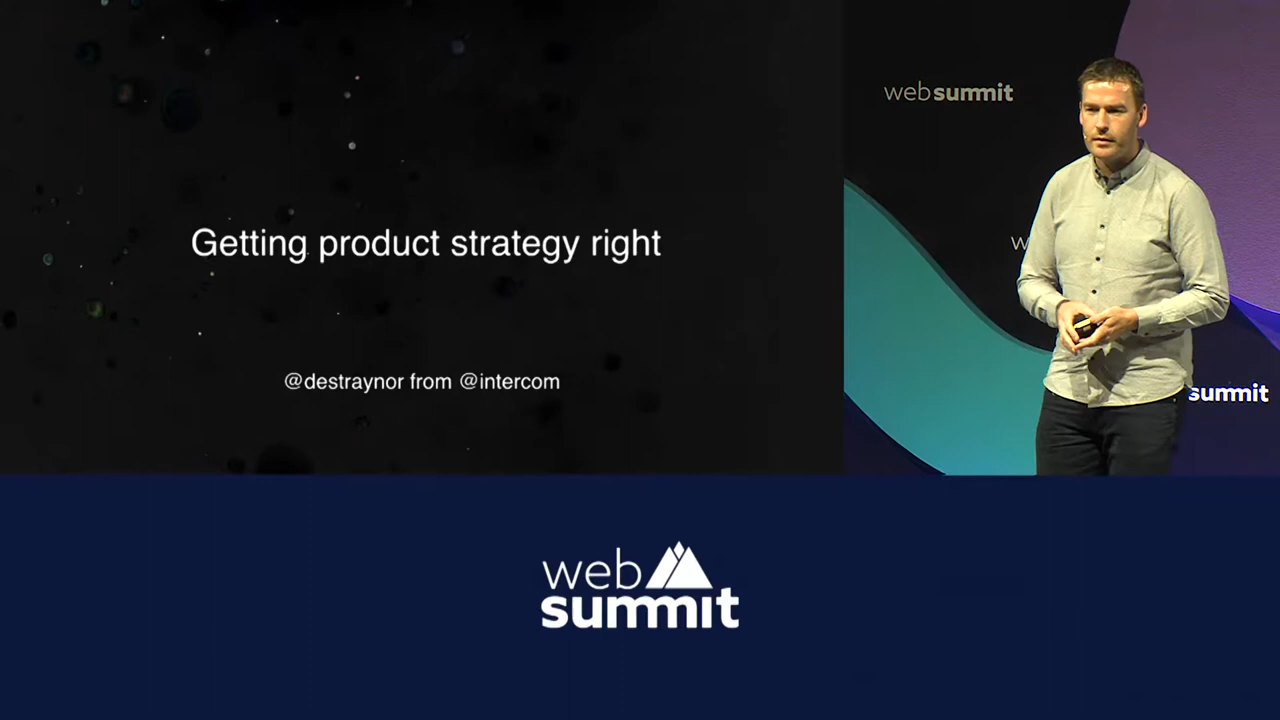 Getting product strategy right
@destraynor from @intercom
websummit
w
summit
web
summit